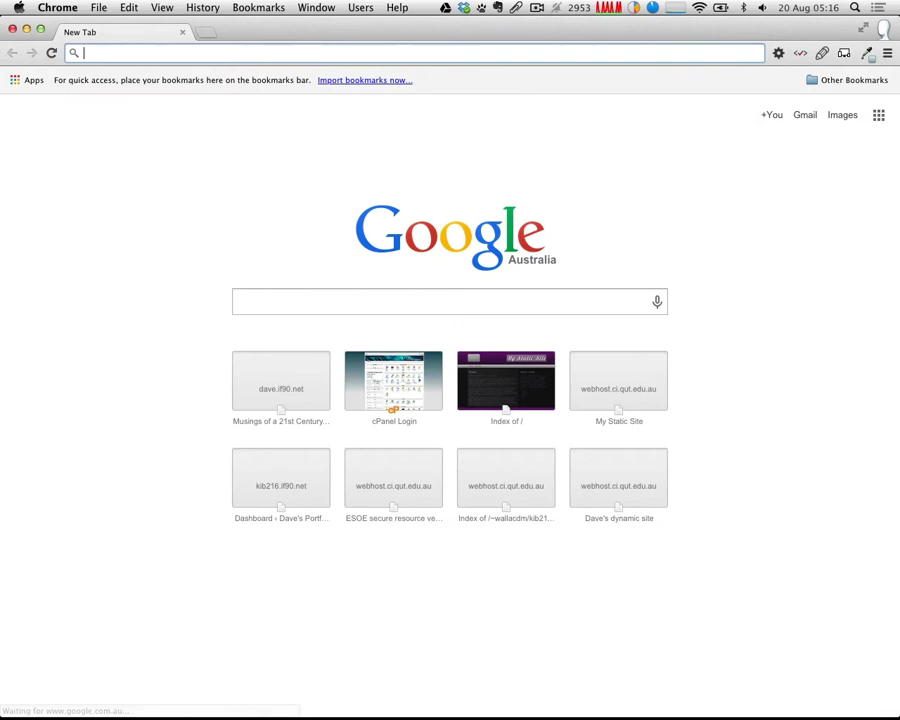 Chrome File Edit View History Bookmarks Window Users Help 2953 20 Aug 05:16
New Tab
Apps For quick access, place your bookmarks here on the bookmarks bar. Import bookmarks now... Other Bookmarks
+You Gmail Images
Google
Australia
dave.if90.net
My Static Site
webhost.ci.qut.edu.au
Musings of a 21st Century... cPanel Login Index of / My Static Site
kib216.if90.net webhost.ci.qut.edu.au webhost.ci.qut.edu.au webhost.ci.qut.edu.au
Dashboard ‹ Dave's Portf... ESOE secure resource ve... Index of /~wallacdm/kib21... Dave's dynamic site
Waiting for www.google.com.au...